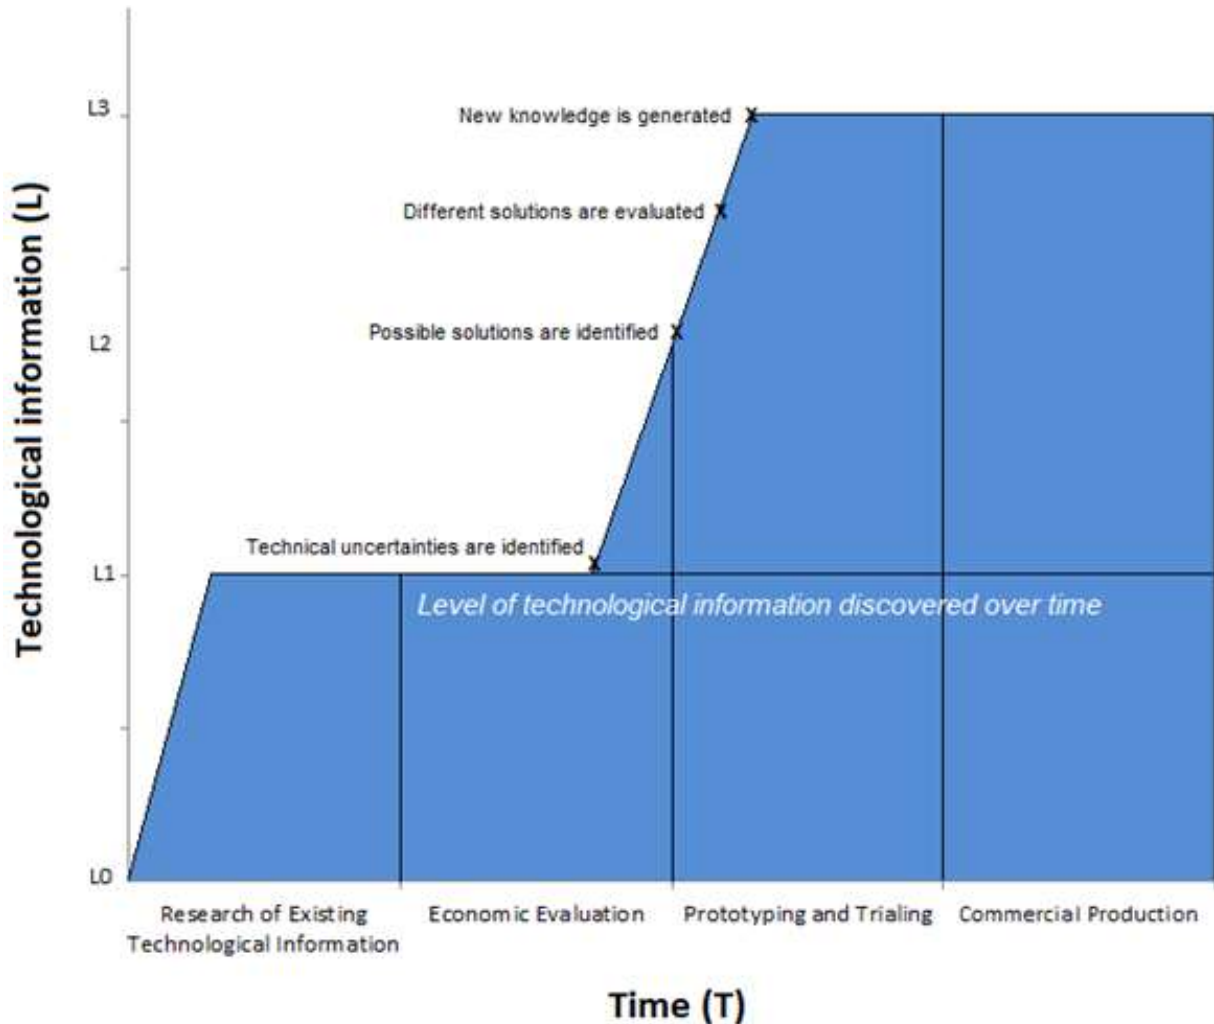 L3
New knowledge is generated
Different solutions are evaluated
Possible solutions are identified
L2
Technical uncertainties are identified
L1
Level of technological information discovered over time
L0
Technological information (L)
Research of Existing
Technological Information
Economic Evaluation
Prototyping and Trialing
Commercial Production
Time (T)